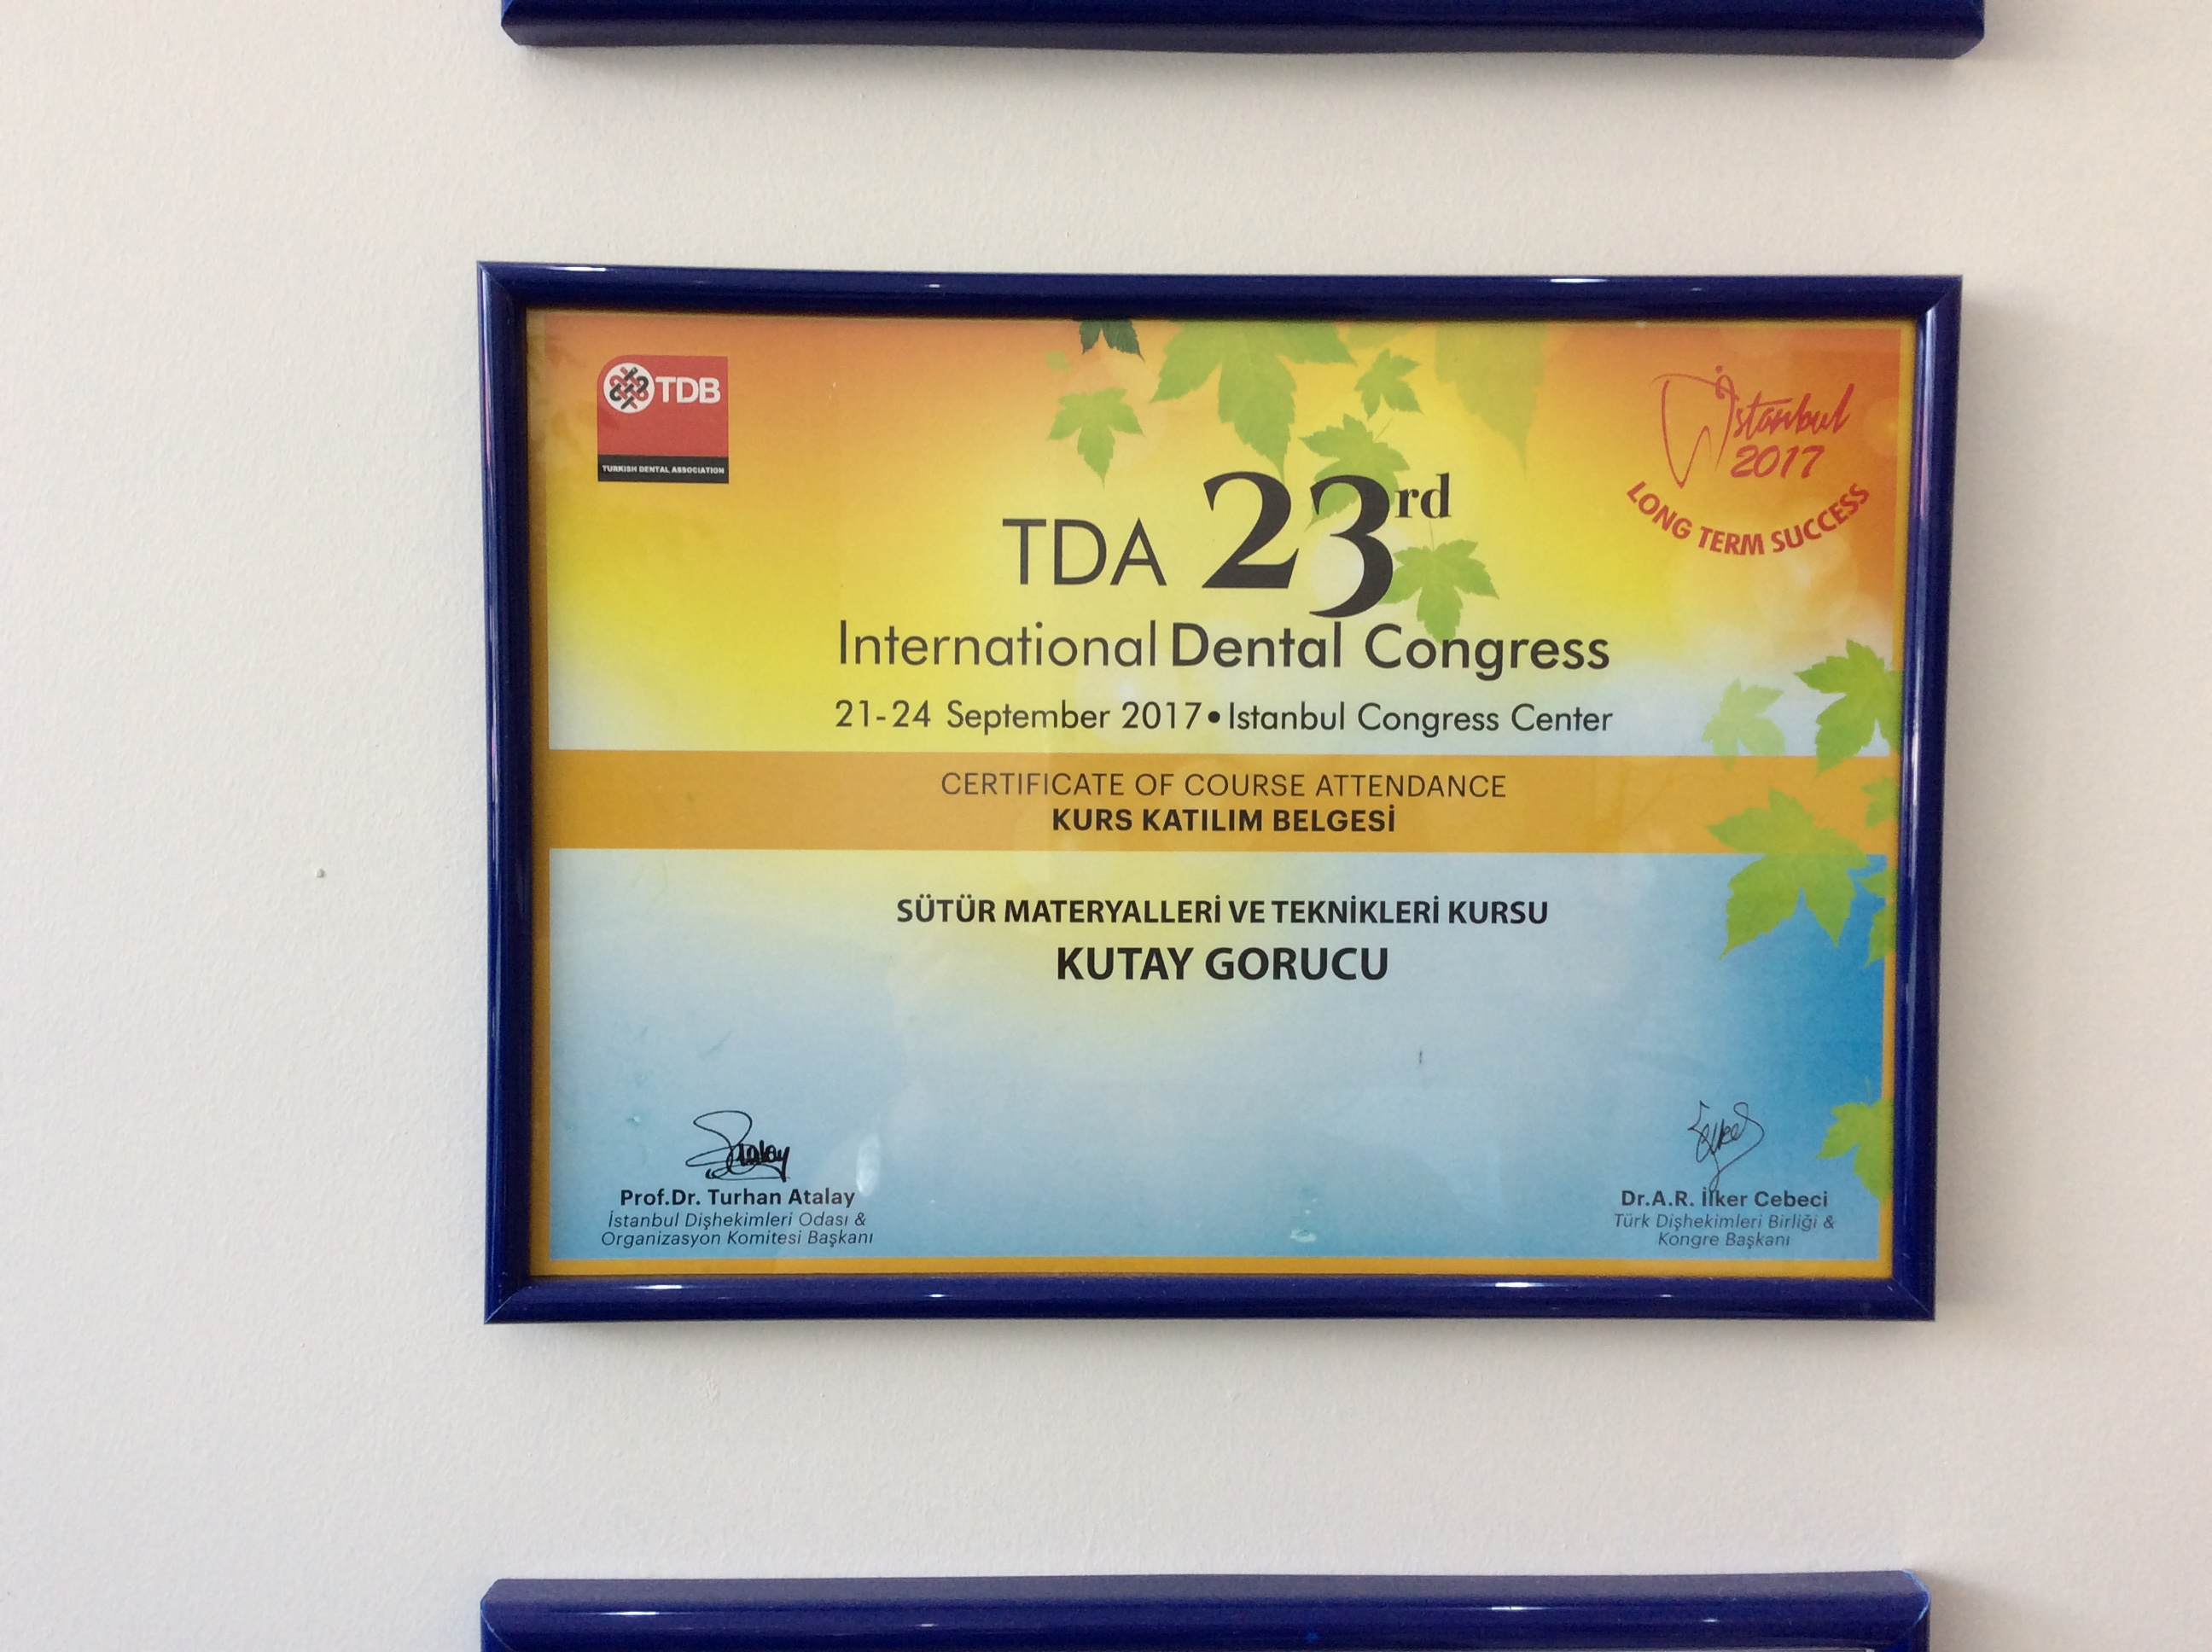 TDB
TURKISH DENTAL ASSOCIATION
İstanbul
2017
LONG TERM SUCCESS
TDA 23rd
International Dental Congress
21-24 September 2017 • Istanbul Congress Center
CERTIFICATE OF COURSE ATTENDANCE
KURS KATILIM BELGESİ
SÜTÜR MATERYALLERİ VE TEKNİKLERİ KURSU
KUTAY GORUCU
Prof.Dr. Turhan Atalay
İstanbul Dişhekimleri Odası &
Organizasyon Komitesi Başkanı
Dr.A.R. İlker Cebeci
Türk Dişhekimleri Birliği &
Kongre Başkanı